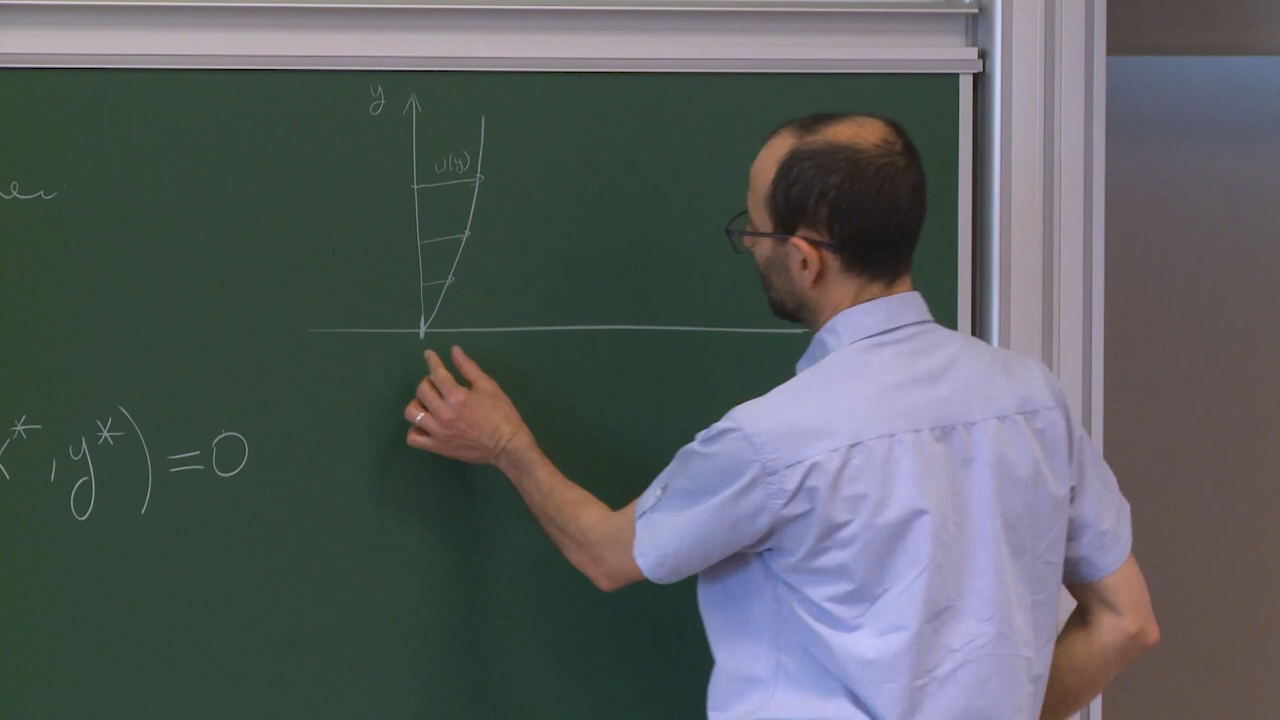 y
U(y)
, y*) = 0